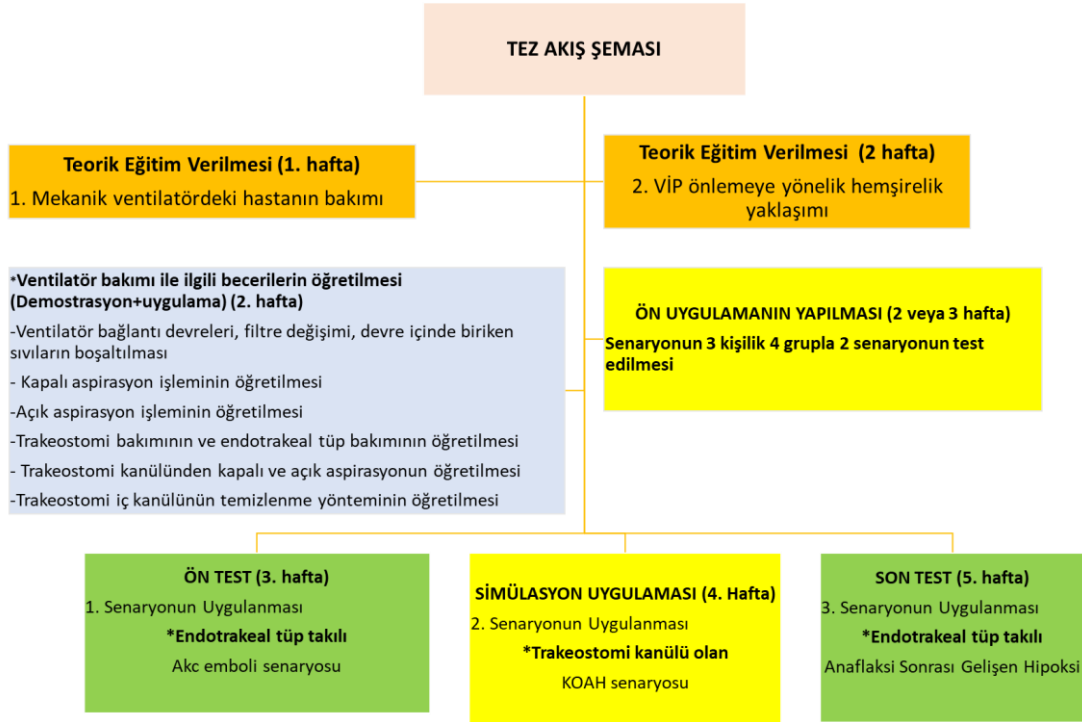 TEZ AKIŞ ŞEMASI
Teorik Eğitim Verilmesi (1. hafta)
1. Mekanik ventilatördeki hastanın bakımı
Teorik Eğitim Verilmesi (2 hafta)
2. VİP önlemeye yönelik hemşirelik
yaklaşımı
*Ventilatör bakımı ile ilgili becerilerin öğretilmesi
(Demostrasyon+uygulama) (2. hafta)
-Ventilatör bağlantı devreleri, filtre değişimi, devre içinde biriken
sıvıların boşaltılması
- Kapalı aspirasyon işleminin öğretilmesi
-Açık aspirasyon işleminin öğretilmesi
-Trakeostomi bakımının ve endotrakeal tüp bakımının öğretilmesi
- Trakeostomi kanülünden kapalı ve açık aspirasyonun öğretilmesi
-Trakeostomi iç kanülünün temizlenme yönteminin öğretilmesi
ÖN UYGULAMANIN YAPILMASI (2 veya 3 hafta)
Senaryonun 3 kişilik 4 grupla 2 senaryonun test
edilmesi
ÖN TEST (3. hafta)
1. Senaryonun Uygulanması
*Endotrakeal tüp takılı
Akc emboli senaryosu
SİMÜLASYON UYGULAMASI (4. Hafta)
2. Senaryonun Uygulanması
*Trakeostomi kanülü olan
KOAH senaryosu
SON TEST (5. hafta)
3. Senaryonun Uygulanması
*Endotrakeal tüp takılı
Anaflaksi Sonrası Gelişen Hipoksi